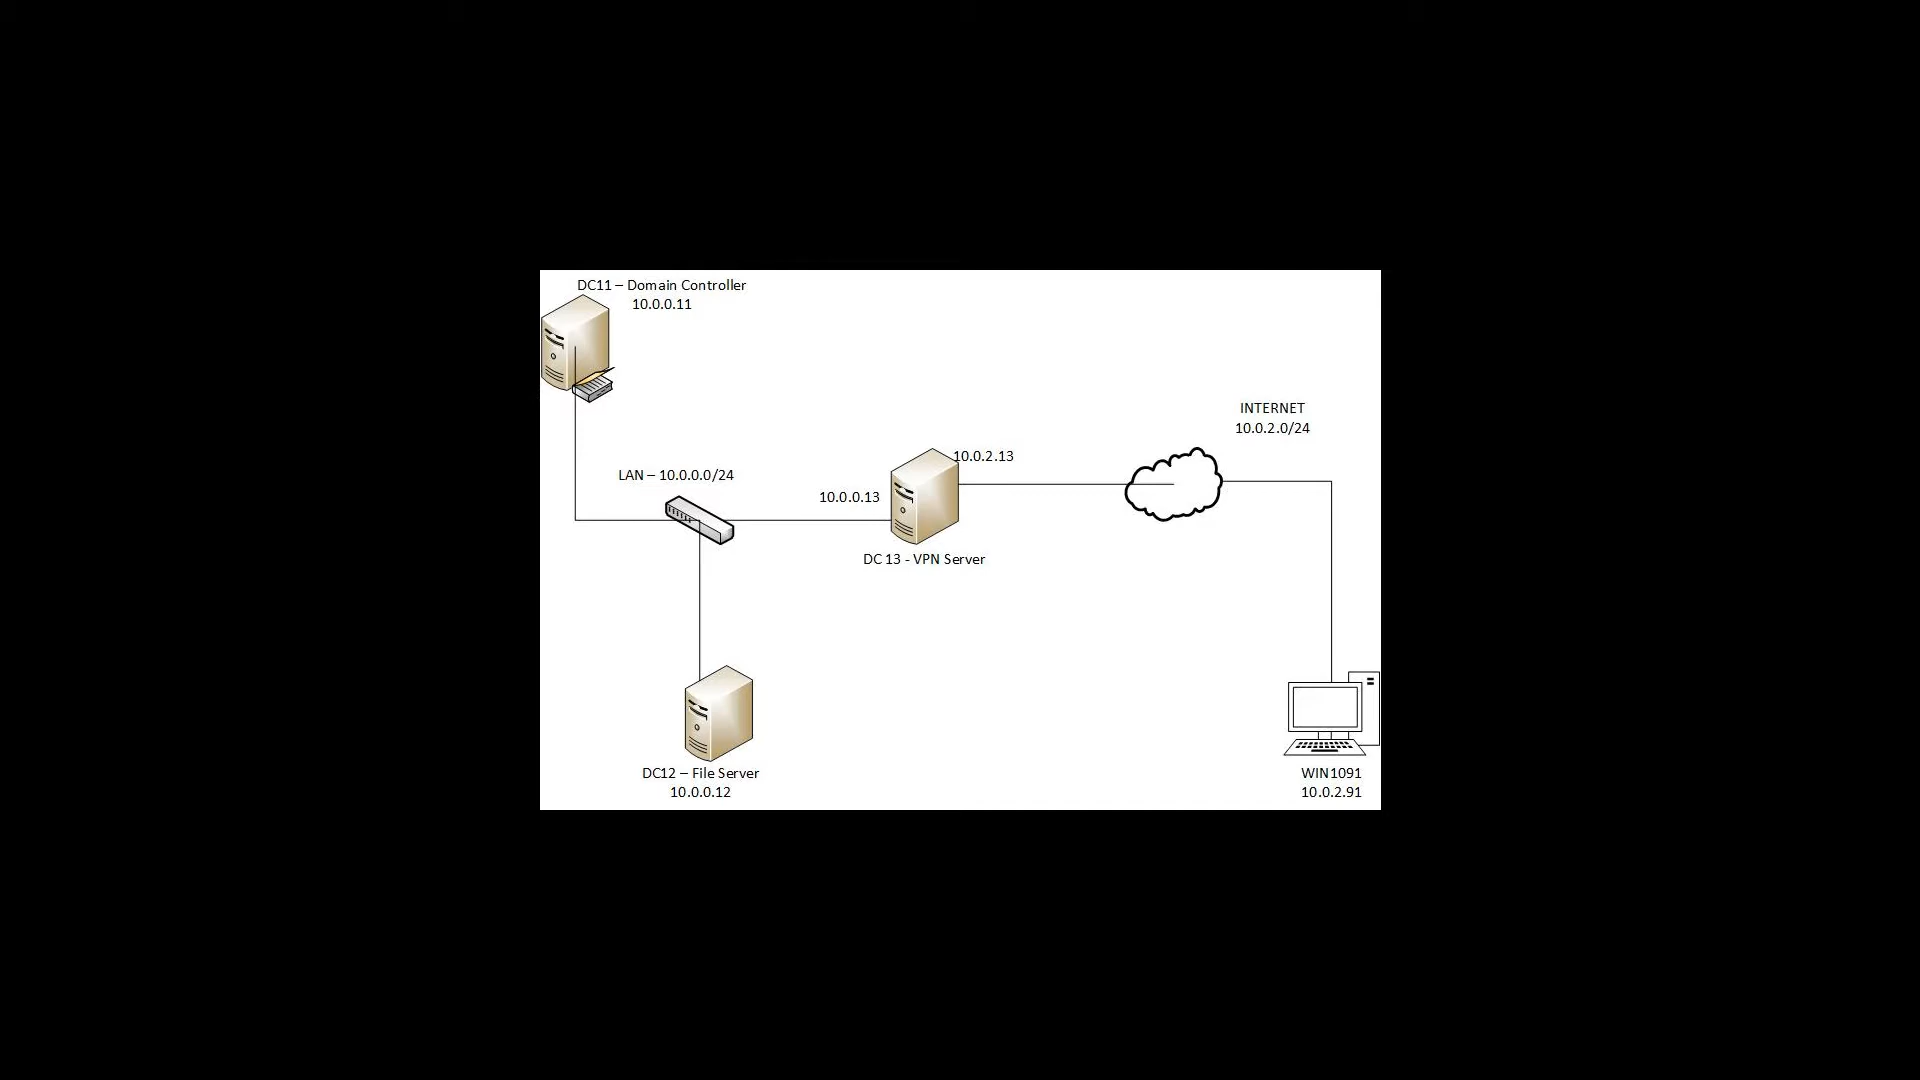 DC11 – Domain Controller
10.0.0.11
INTERNET
10.0.2.0/24
10.0.2.13
LAN – 10.0.0.0/24
10.0.0.13
DC 13 - VPN Server
DC12 – File Server
10.0.0.12
WIN1091
10.0.2.91